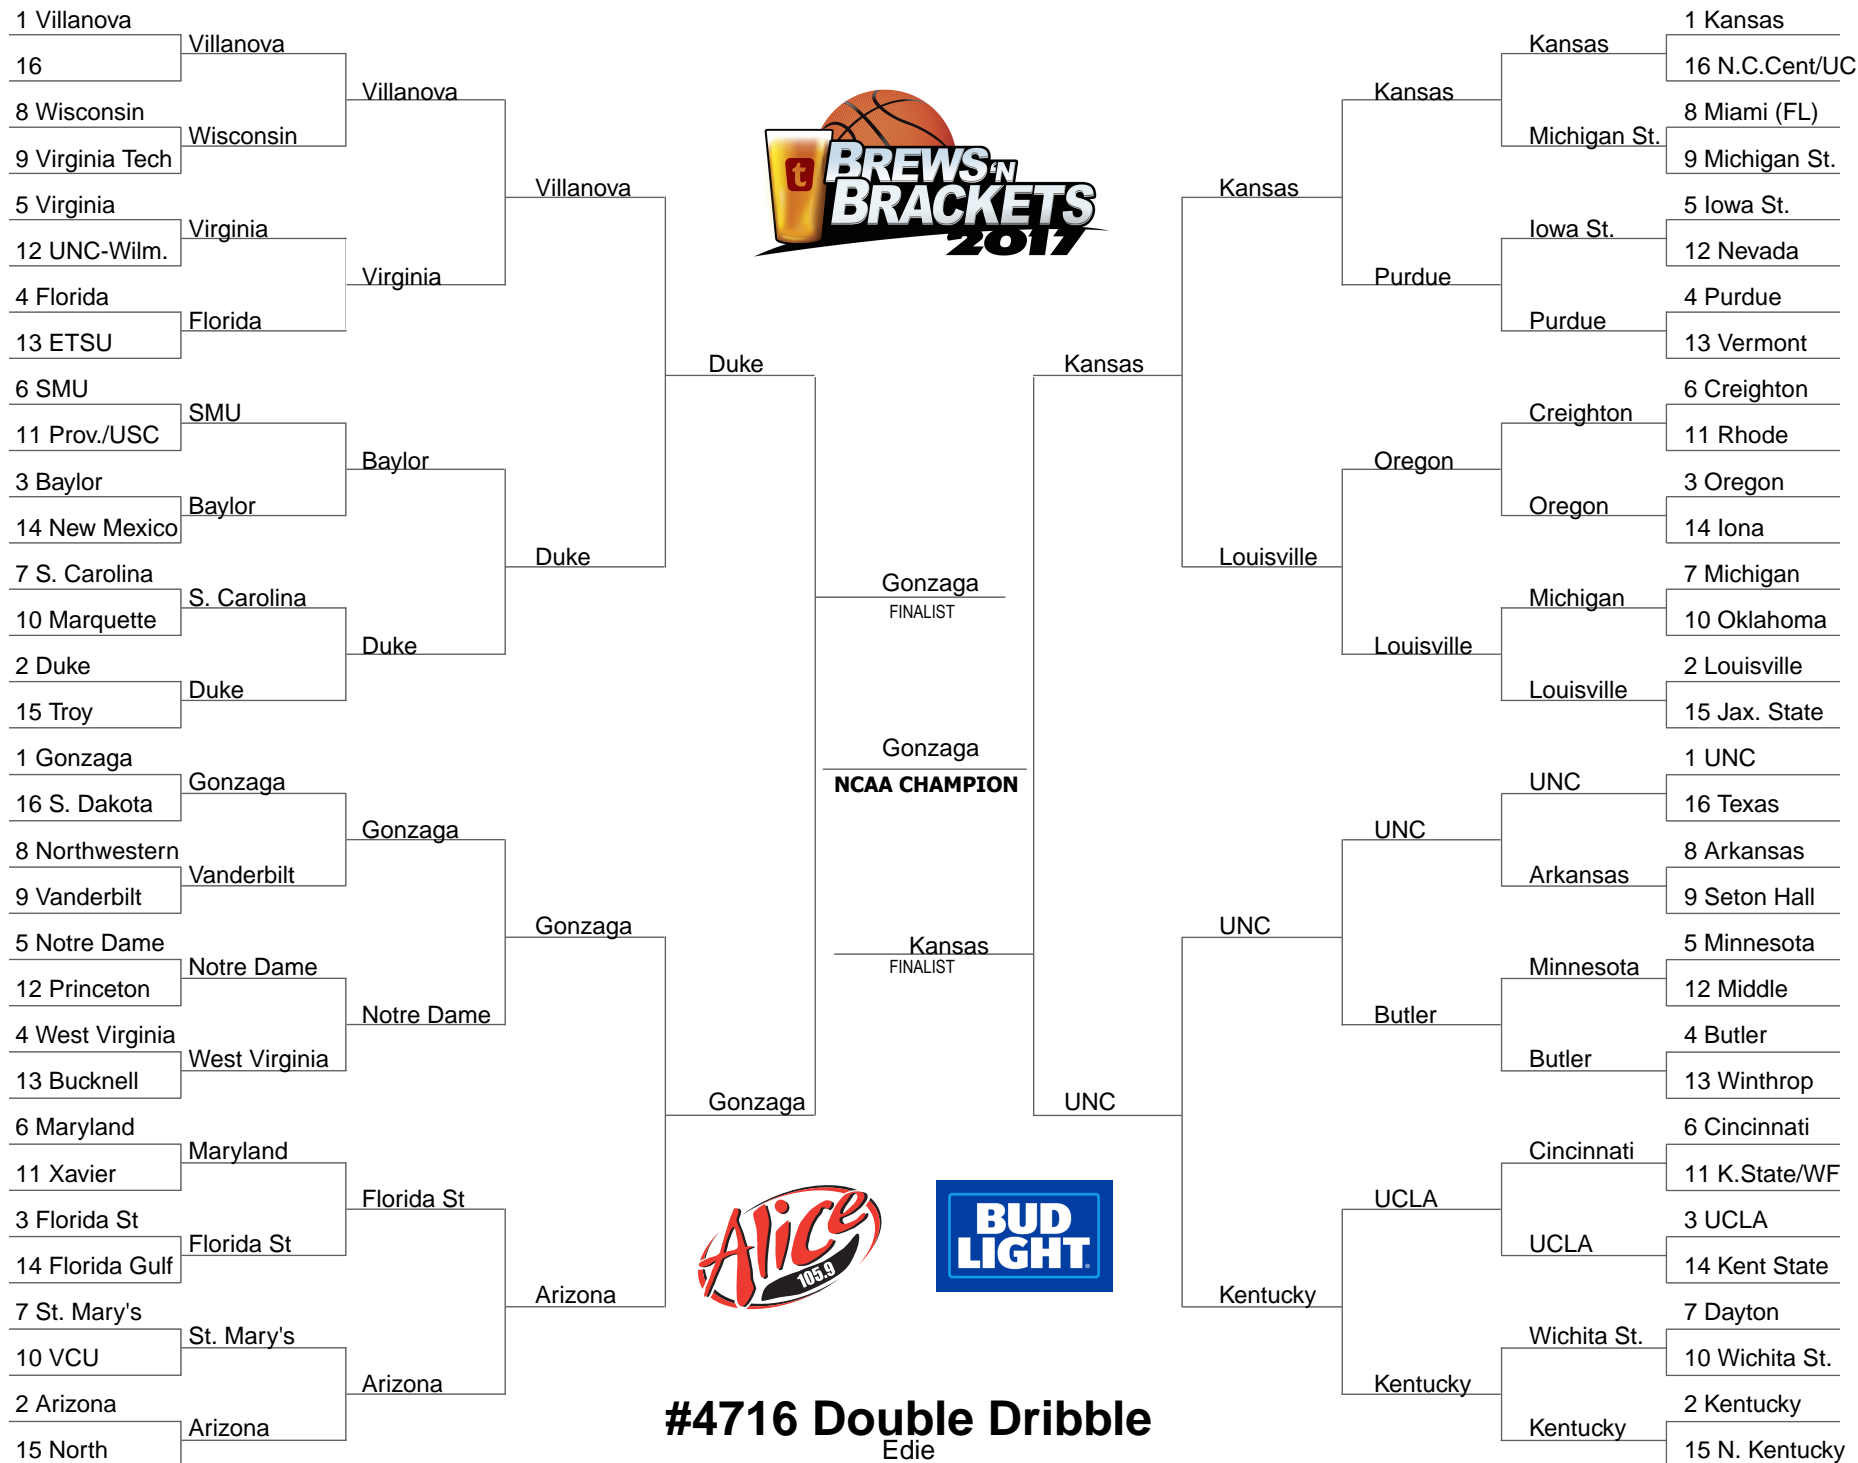 1 Villanova
16
8 Wisconsin
9 Virginia Tech
5 Virginia
12 UNC-Wilm.
4 Florida
13 ETSU
6 SMU
11 Prov./USC
3 Baylor
14 New Mexico
7 S. Carolina
10 Marquette
2 Duke
15 Troy
1 Gonzaga
16 S. Dakota
8 Northwestern
9 Vanderbilt
5 Notre Dame
12 Princeton
4 West Virginia
13 Bucknell
6 Maryland
11 Xavier
3 Florida St
14 Florida Gulf
7 St. Mary's
10 VCU
2 Arizona
15 North
Villanova
Wisconsin
Virginia
Florida
SMU
Baylor
S. Carolina
Duke
Gonzaga
Vanderbilt
Notre Dame
West Virginia
Maryland
Florida St
St. Mary's
Arizona
Villanova
Virginia
Baylor
Duke
Gonzaga
Notre Dame
Florida St
Arizona
Villanova
Duke
Gonzaga
Arizona
Duke
Gonzaga
t
BREWS 'N
BRACKETS
2017
Gonzaga
FINALIST
Gonzaga
NCAA CHAMPION
Kansas
FINALIST
Alice
105.9
BUD
LIGHT
#4716 Double Dribble
Edie
Kansas
UNC
Kansas
Louisville
UNC
Kentucky
Kansas
Purdue
Oregon
Louisville
UNC
Butler
UCLA
Kentucky
Kansas
Michigan St.
Iowa St.
Purdue
Creighton
Oregon
Michigan
Louisville
UNC
Arkansas
Minnesota
Butler
Cincinnati
UCLA
Wichita St.
Kentucky
1 Kansas
16 N.C.Cent/UC
8 Miami (FL)
9 Michigan St.
5 Iowa St.
12 Nevada
4 Purdue
13 Vermont
6 Creighton
11 Rhode
3 Oregon
14 Iona
7 Michigan
10 Oklahoma
2 Louisville
15 Jax. State
1 UNC
16 Texas
8 Arkansas
9 Seton Hall
5 Minnesota
12 Middle
4 Butler
13 Winthrop
6 Cincinnati
11 K.State/WF
3 UCLA
14 Kent State
7 Dayton
10 Wichita St.
2 Kentucky
15 N. Kentucky